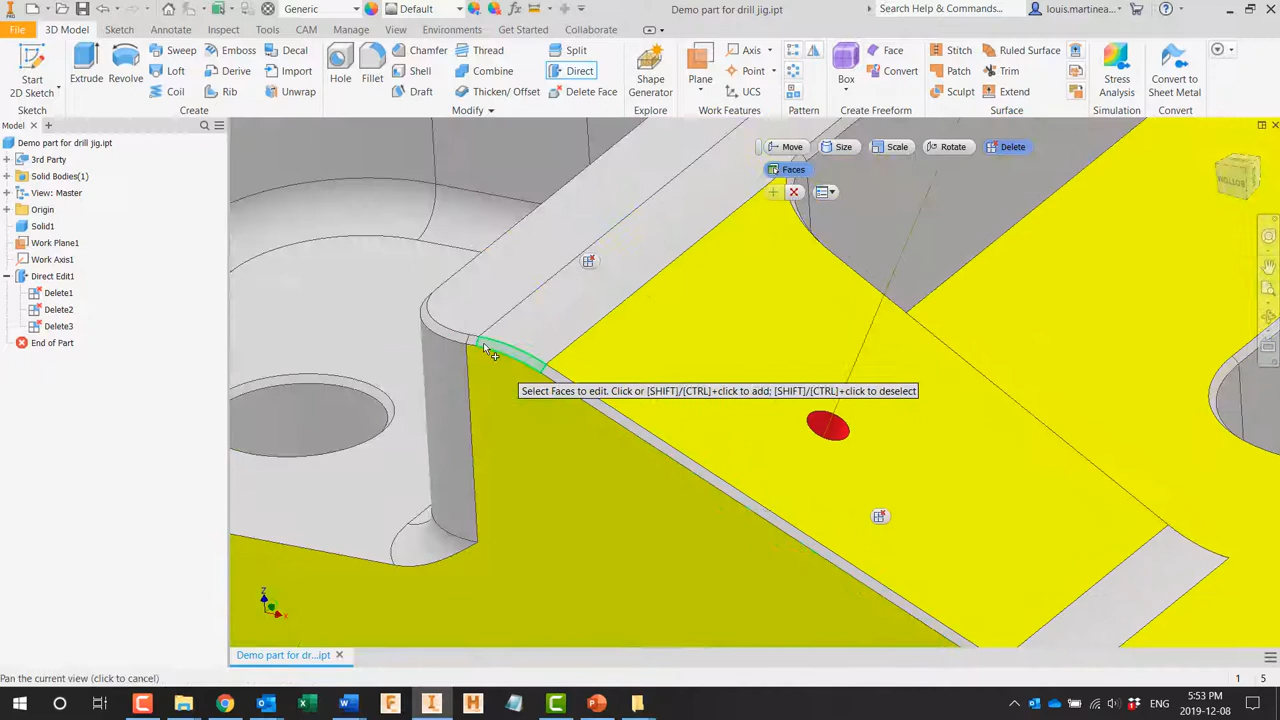 Generic
Default
Demo part for drill jig.ipt
Search Help & Commands...
louis.martinea...
File
3D Model
Sketch
Annotate
Inspect
Tools
CAM
Manage
View
Environments
Get Started
Collaborate
Start
2D Sketch
Extrude
Revolve
Sweep
Loft
Coil
Emboss
Derive
Rib
Decal
Import
Unwrap
Hole
Fillet
Chamfer
Shell
Draft
Thread
Combine
Thicken/ Offset
Split
Direct
Delete Face
Shape
Generator
Plane
Axis
Point
UCS
Box
Face
Convert
Stitch
Patch
Sculpt
Ruled Surface
Trim
Extend
Stress
Analysis
Convert to
Sheet Metal
Sketch
Create
Modify
Explore
Work Features
Pattern
Create Freeform
Surface
Simulation
Convert
Model
Demo part for drill jig.ipt
3rd Party
Solid Bodies(1)
View: Master
Origin
Solid1
Work Plane1
Work Axis1
Direct Edit1
Delete1
Delete2
Delete3
End of Part
Move
Size
Scale
Rotate
Delete
Faces
BOTTOM
Select Faces to edit. Click or [SHIFT]/[CTRL]+click to add; [SHIFT]/[CTRL]+click to deselect
Z
X
Demo part for dr...ipt
Pan the current view (click to cancel)
1
5
5:53 PM
2019-12-08